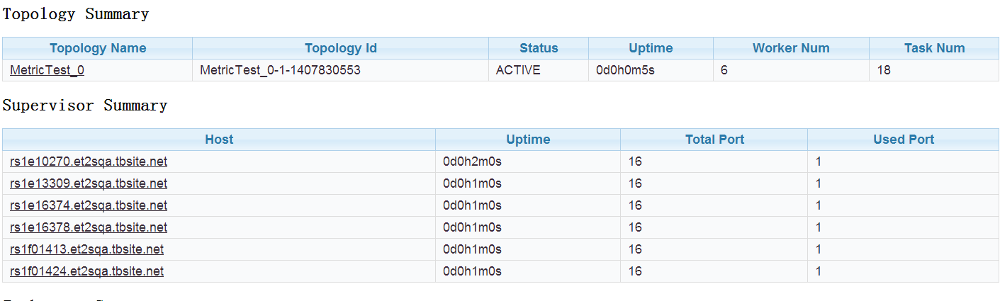 Topology Summary
Topology Name Topology Id Status Uptime Worker Num Task Num
MetricTest_0 MetricTest_0-1-1407830553 ACTIVE 0d0h0m5s 6 18
Supervisor Summary
Host Uptime Total Port Used Port
rs1e10270.et2sqa.tbsite.net 0d0h2m0s 16 1
rs1e13309.et2sqa.tbsite.net 0d0h1m0s 16 1
rs1e16374.et2sqa.tbsite.net 0d0h1m0s 16 1
rs1e16378.et2sqa.tbsite.net 0d0h1m0s 16 1
rs1f01413.et2sqa.tbsite.net 0d0h1m0s 16 1
rs1f01424.et2sqa.tbsite.net 0d0h1m0s 16 1